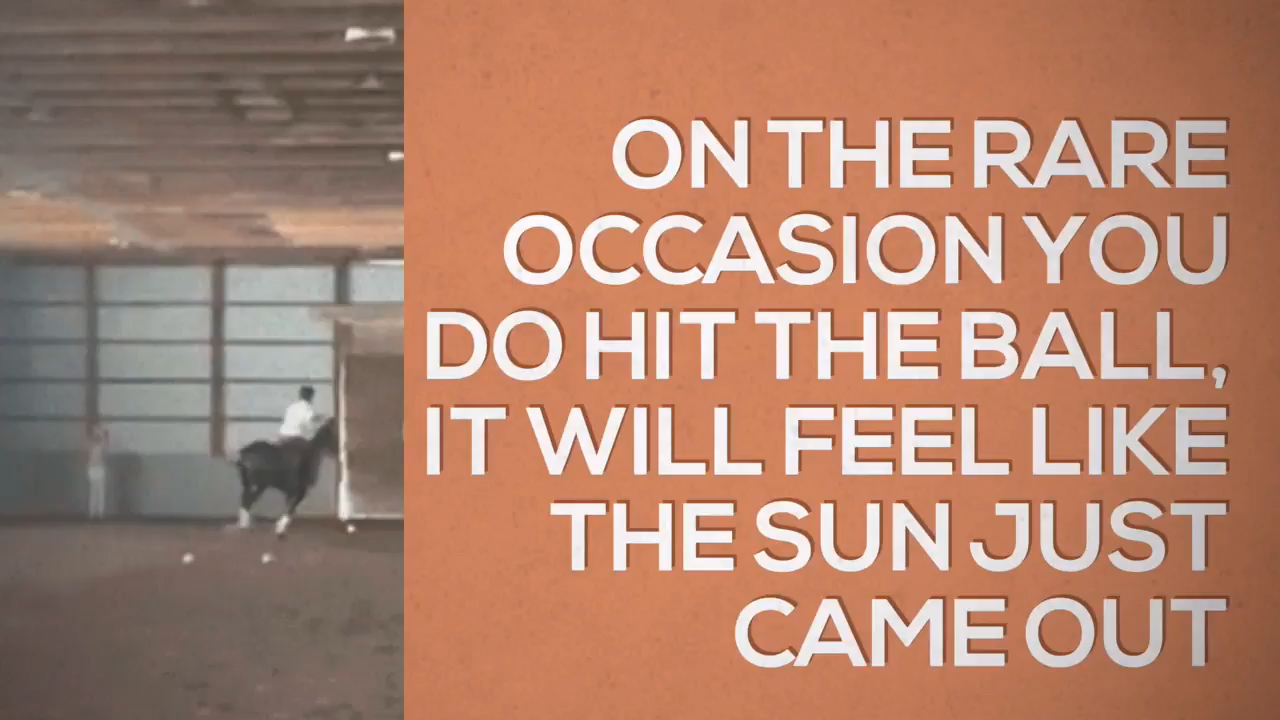 ON THE RARE
OCCASION YOU
DO HIT THE BALL,
IT WILL FEEL LIKE
THE SUN JUST
CAME OUT